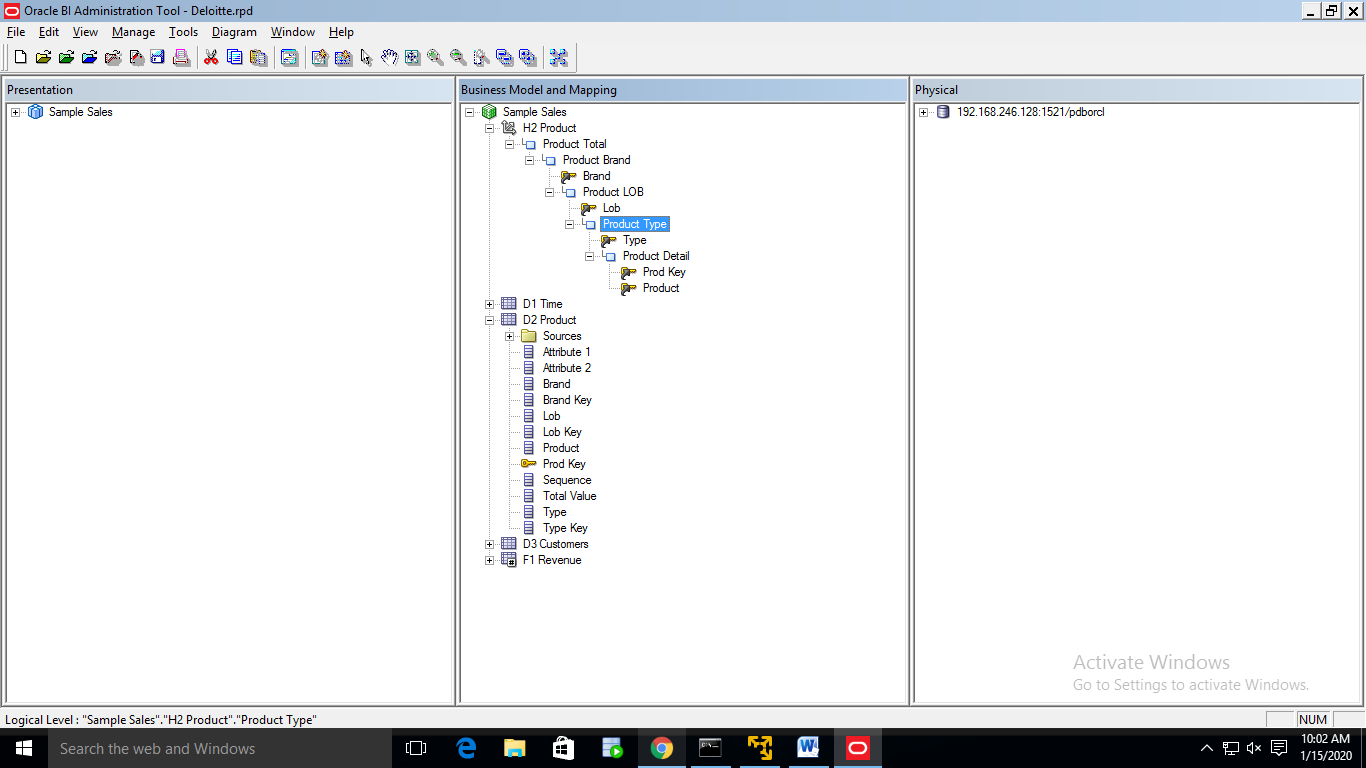 Oracle BI Administration Tool - Deloitte.rpd
File Edit View Manage Tools Diagram Window Help
Presentation
Sample Sales
Business Model and Mapping
Sample Sales
H2 Product
Product Total
Product Brand
Brand
Product LOB
Lob
Product Type
Type
Product Detail
Prod Key
Product
D1 Time
D2 Product
Sources
Attribute 1
Attribute 2
Brand
Brand Key
Lob
Lob Key
Product
Prod Key
Sequence
Total Value
Type
Type Key
D3 Customers
F1 Revenue
Physical
192.168.246.128:1521/pdborcl
Activate Windows
Go to Settings to activate Windows.
Logical Level : "Sample Sales"."H2 Product"."Product Type"
NUM
Search the web and Windows
10:02 AM
1/15/2020